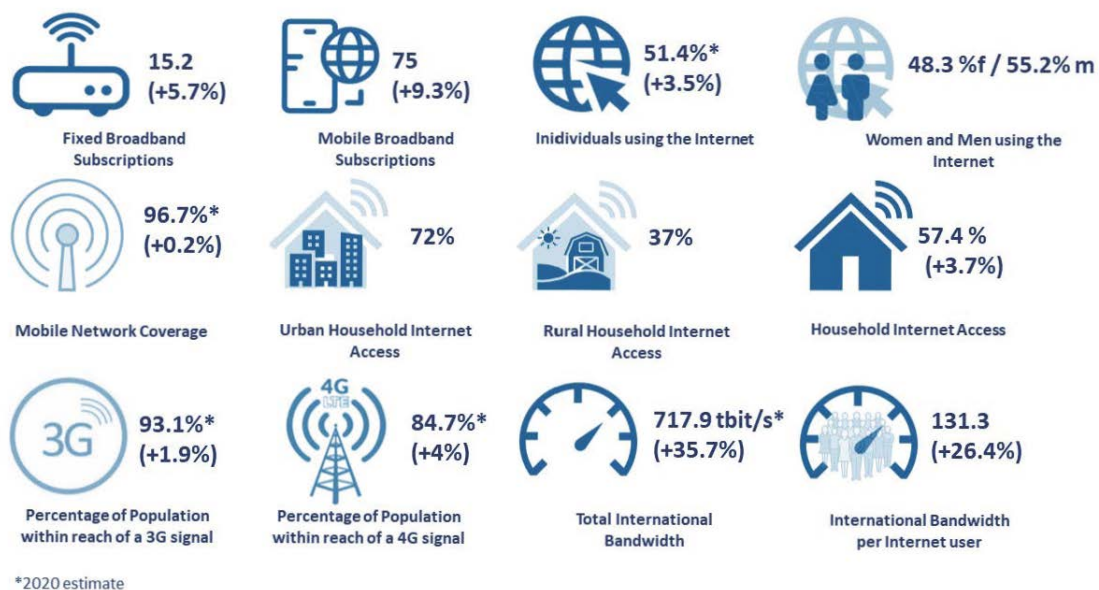 15.2
(+5.7%)
Fixed Broadband
Subscriptions
75
(+9.3%)
Mobile Broadband
Subscriptions
51.4%*
(+3.5%)
Inidividuals using the Internet
48.3 %f / 55.2% m
Women and Men using the
Internet
96.7%*
(+0.2%)
Mobile Network Coverage
72%
Urban Household Internet
Access
37%
Rural Household Internet
Access
57.4 %
(+3.7%)
Household Internet Access
3G
93.1%*
(+1.9%)
Percentage of Population
within reach of a 3G signal
4G
LTE
84.7%*
(+4%)
Percentage of Population
within reach of a 4G signal
717.9 tbit/s*
(+35.7%)
Total International
Bandwidth
131.3
(+26.4%)
International Bandwidth
per Internet user
*2020 estimate